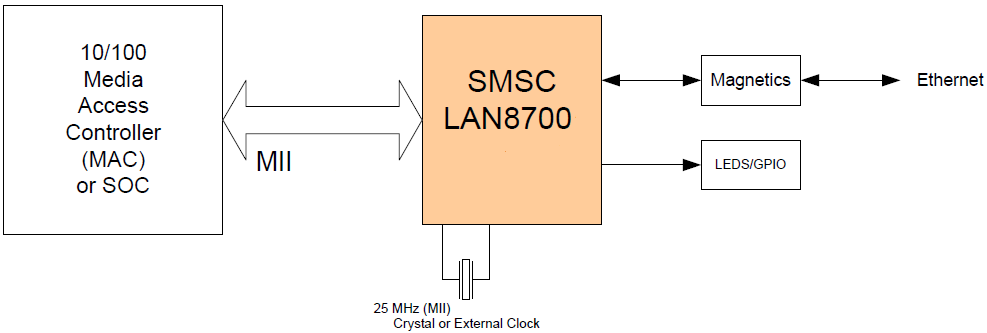 10/100
Media
Access
Controller
(MAC)
or SOC
MII
SMSC
LAN8700
Magnetics
Ethernet
LEDS/GPIO
25 MHz (MII)
Crystal or External Clock